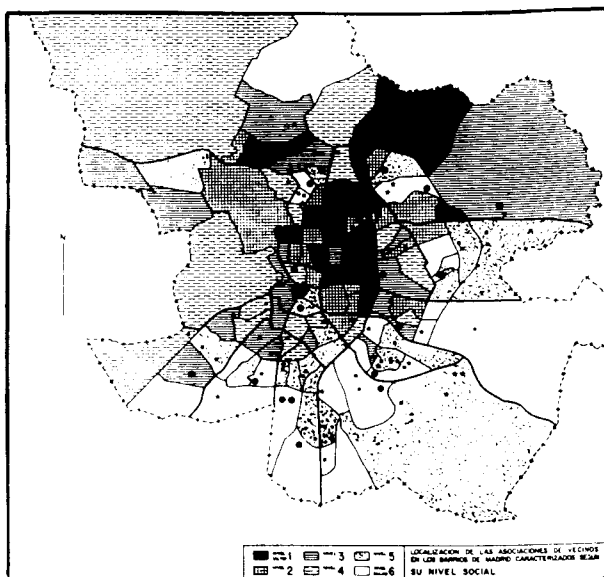 1 3 5
2 4 6
LOCALIZACION DE LAS ASOCIACIONES DE VECINOS
EN LOS BARRIOS DE MADRID CARACTERIZADOS SEGUN
SU NIVEL SOCIAL